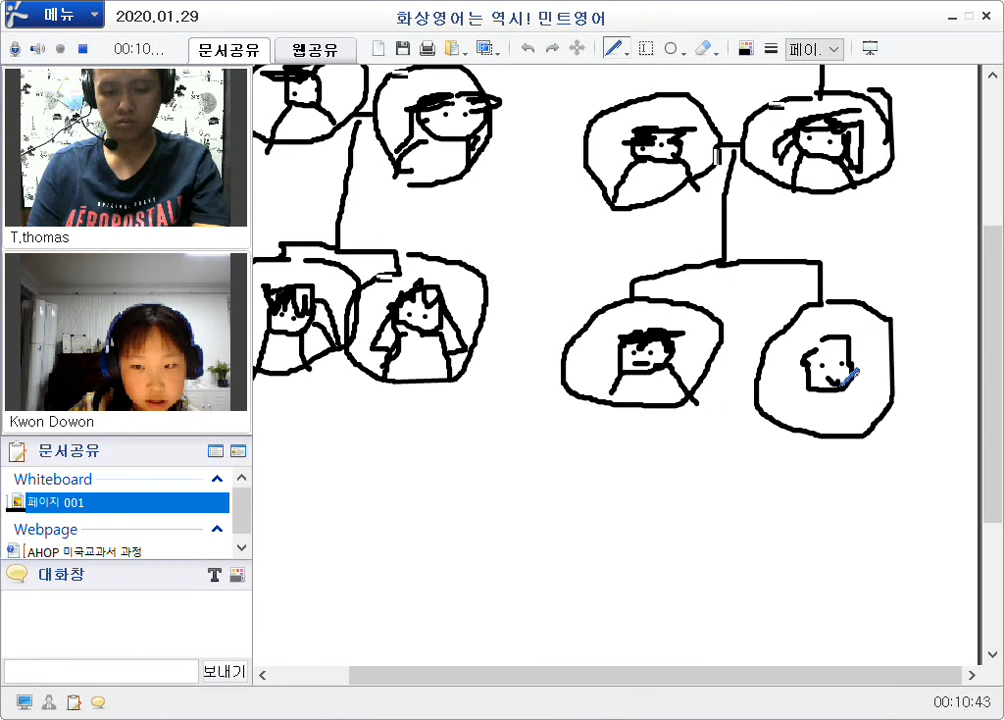 메뉴 2020.01.29 화상영어는 역시! 민트영어
00:10... 문서공유 웹공유 페이.
AÉROPOSTALE
T.thomas
Kwon Dowon
문서공유
Whiteboard
페이지 001
Webpage
[AHOP 미국교과서 과정
대화창
T
보내기
00:10:43